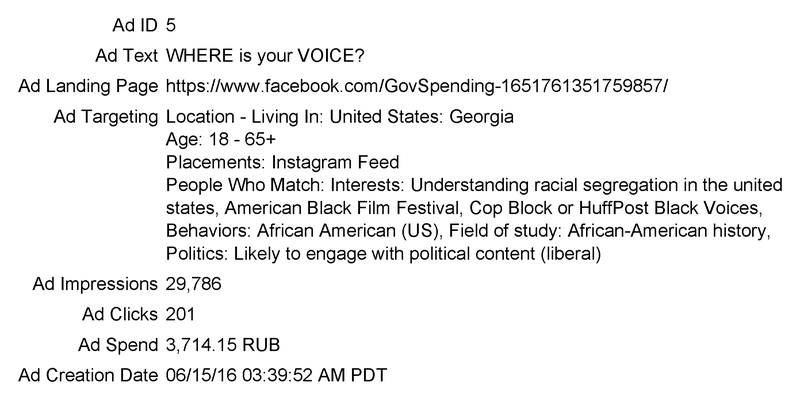 Ad ID 5
Ad Text WHERE is your VOICE?
Ad Landing Page https://www.facebook.com/GovSpending-1651761351759857/
Ad Targeting Location - Living In: United States: Georgia
Age: 18 - 65+
Placements: Instagram Feed
People Who Match: Interests: Understanding racial segregation in the united
states, American Black Film Festival, Cop Block or HuffPost Black Voices,
Behaviors: African American (US), Field of study: African-American history,
Politics: Likely to engage with political content (liberal)
Ad Impressions 29,786
Ad Clicks 201
Ad Spend 3,714.15 RUB
Ad Creation Date 06/15/16 03:39:52 AM PDT